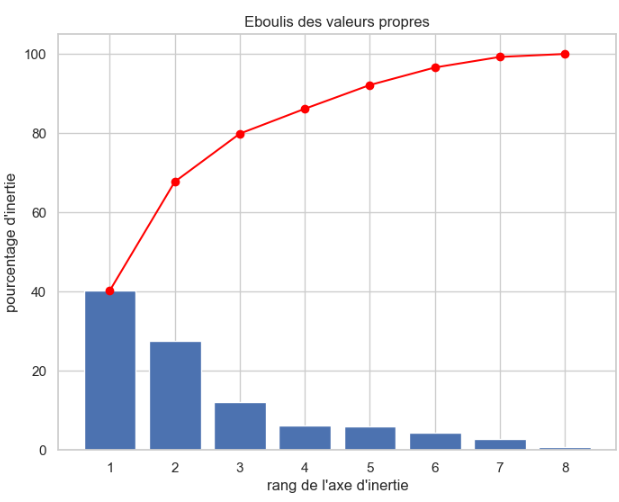 Eboulis des valeurs propres
100
80
60
40
20
0
pourcentage d'inertie
1 2 3 4 5 6 7 8
rang de l'axe d'inertie